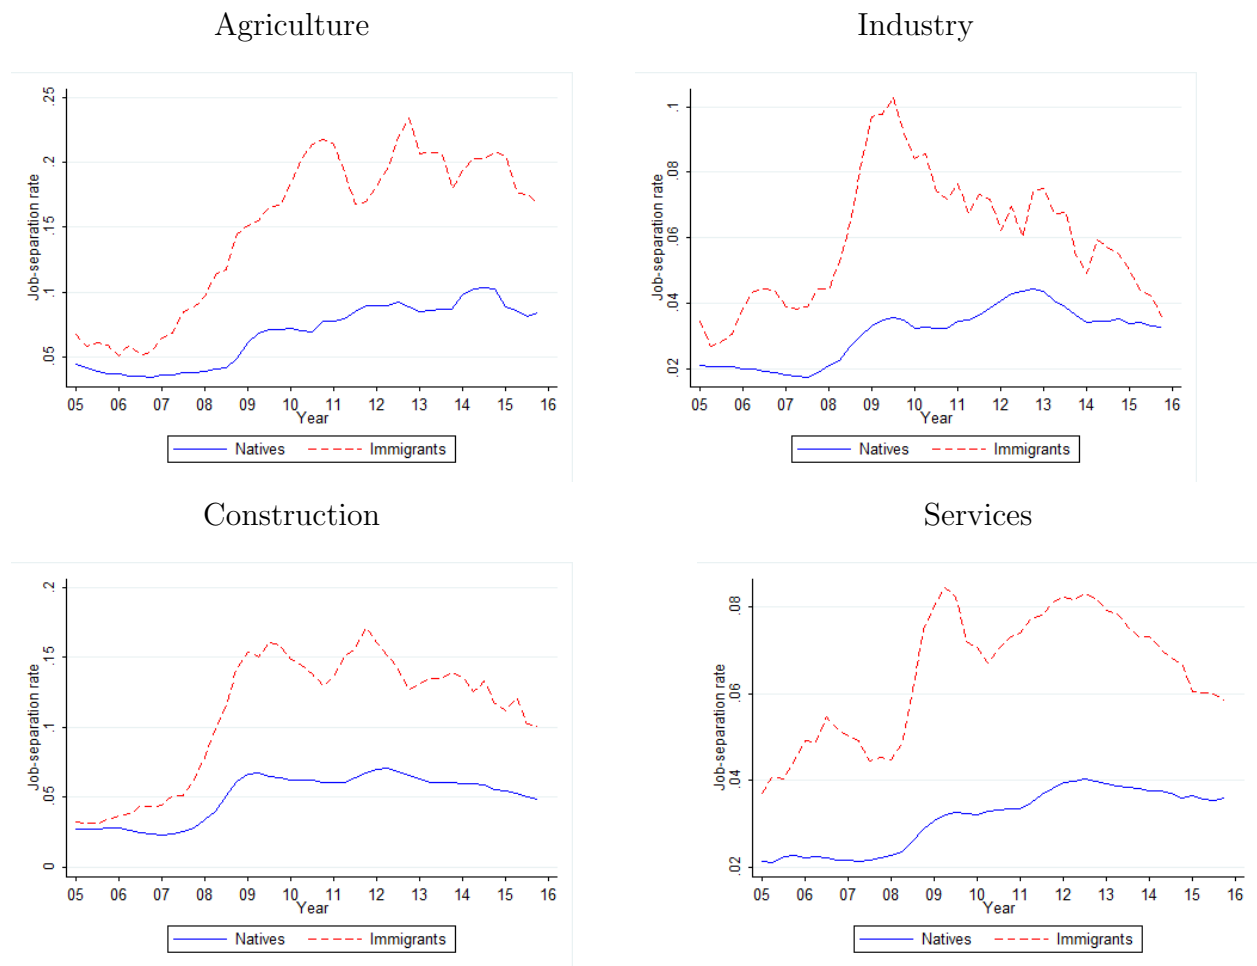 Agriculture
Job-separation rate
.25
.2
.15
.1
.05
05 06 07 08 09 10 11 12 13 14 15 16
Year
Natives Immigrants
Industry
Job-separation rate
.1
.08
.06
.04
.02
05 06 07 08 09 10 11 12 13 14 15 16
Year
Natives Immigrants
Construction
Job-separation rate
.2
.15
.1
.05
0
05 06 07 08 09 10 11 12 13 14 15 16
Year
Natives Immigrants
Services
Job-separation rate
.08
.06
.04
.02
05 06 07 08 09 10 11 12 13 14 15 16
Year
Natives Immigrants